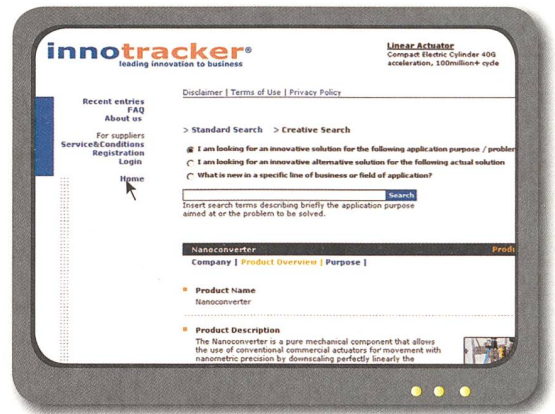 innotracker®
leading innovation to business
Linear Actuator
Compact Electric Cylinder 40G
acceleration, 100million+ cycle
Disclaimer | Terms of Use | Privacy Policy
Recent entries
FAQ
About us
For suppliers
Service&Conditions
Registration
Login
Home
> Standard Search > Creative Search
I am looking for an innovative solution for the following application purpose / problem
I am looking for an innovative alternative solution for the following actual solution
What is new in a specific line of business or field of application?
Search
Insert search terms describing briefly the application purpose
aimed at or the problem to be solved.
Nanoconverter
Company | Product Overview | Purpose |
Product Name
Nanoconverter
Product Description
The Nanoconverter is a pure mechanical component that allows
the use of conventional commercial actuators for movement with
nanometric precision by downscaling perfectly linearly the